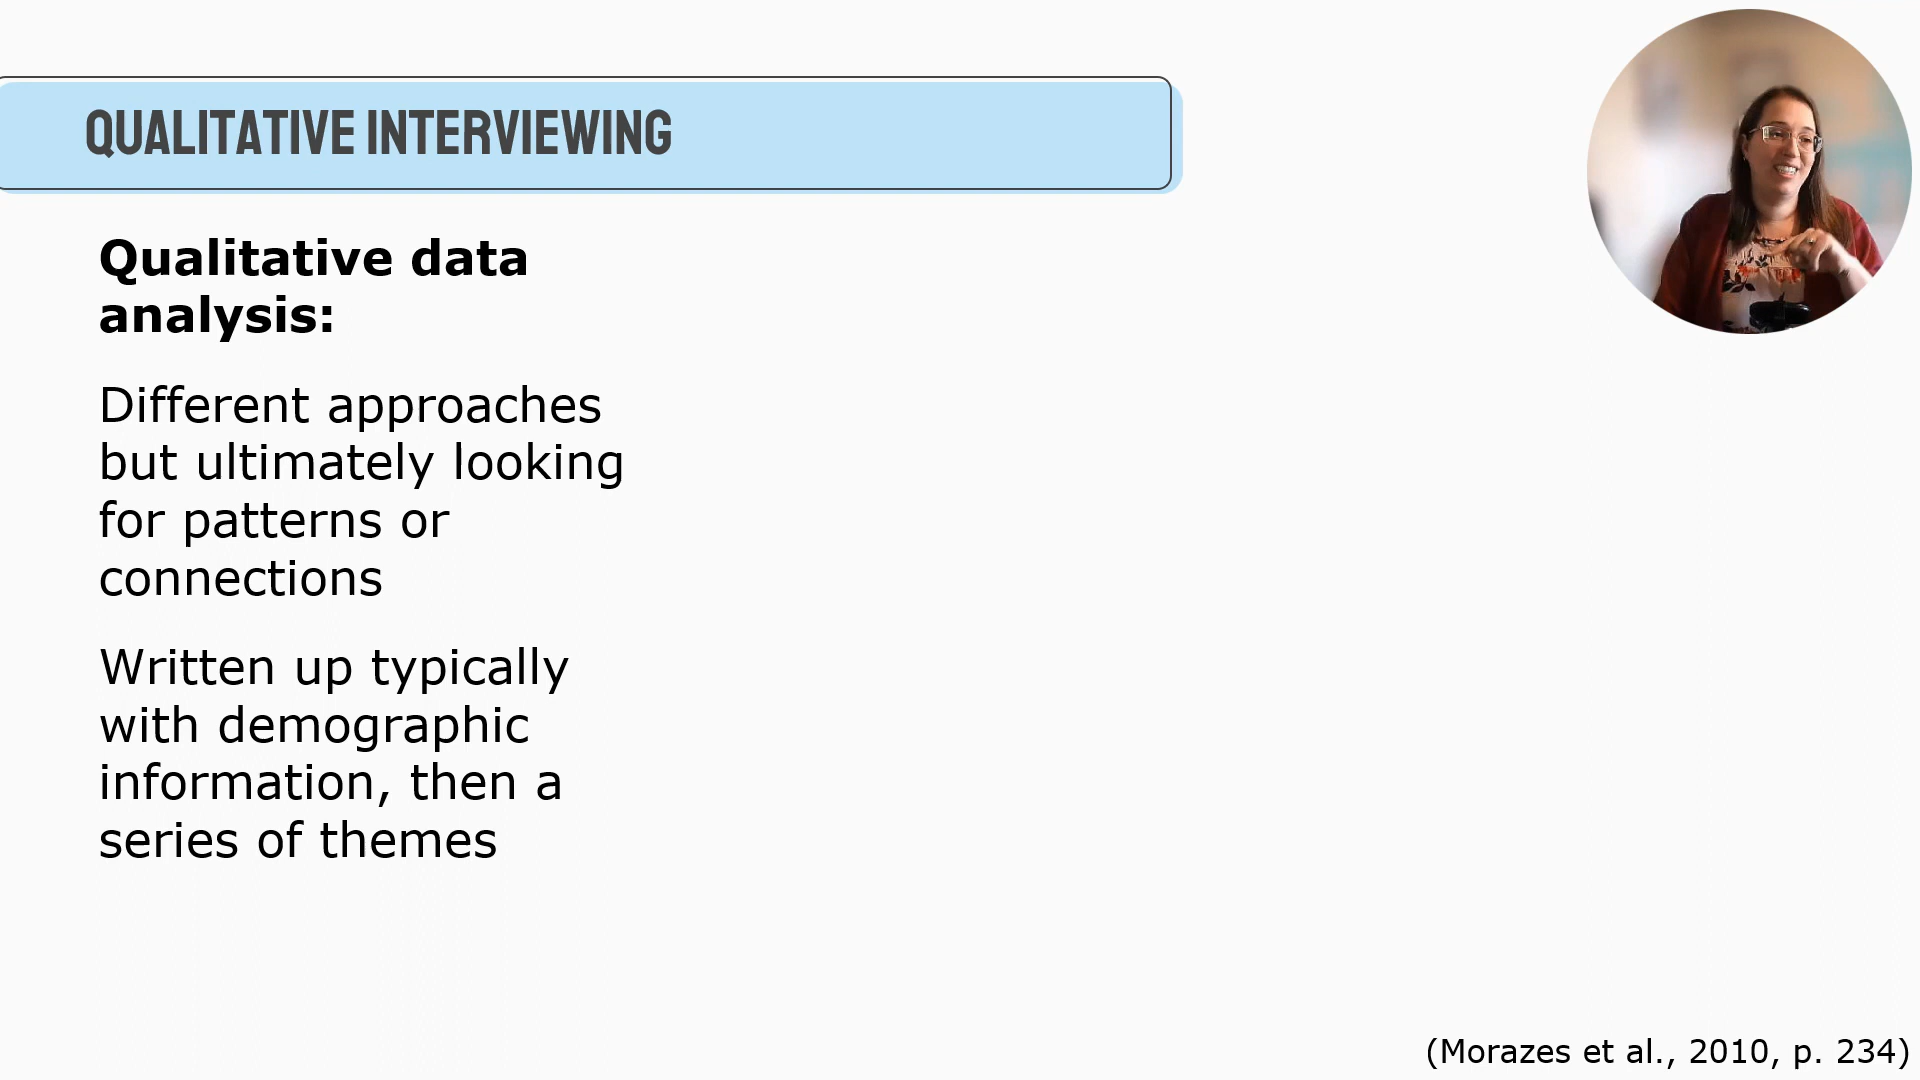 QUALITATIVE INTERVIEWING
Qualitative data
analysis:
Different approaches
but ultimately looking
for patterns or
connections
Written up typically
with demographic
information, then a
series of themes
(Morazes et al., 2010, p. 234)